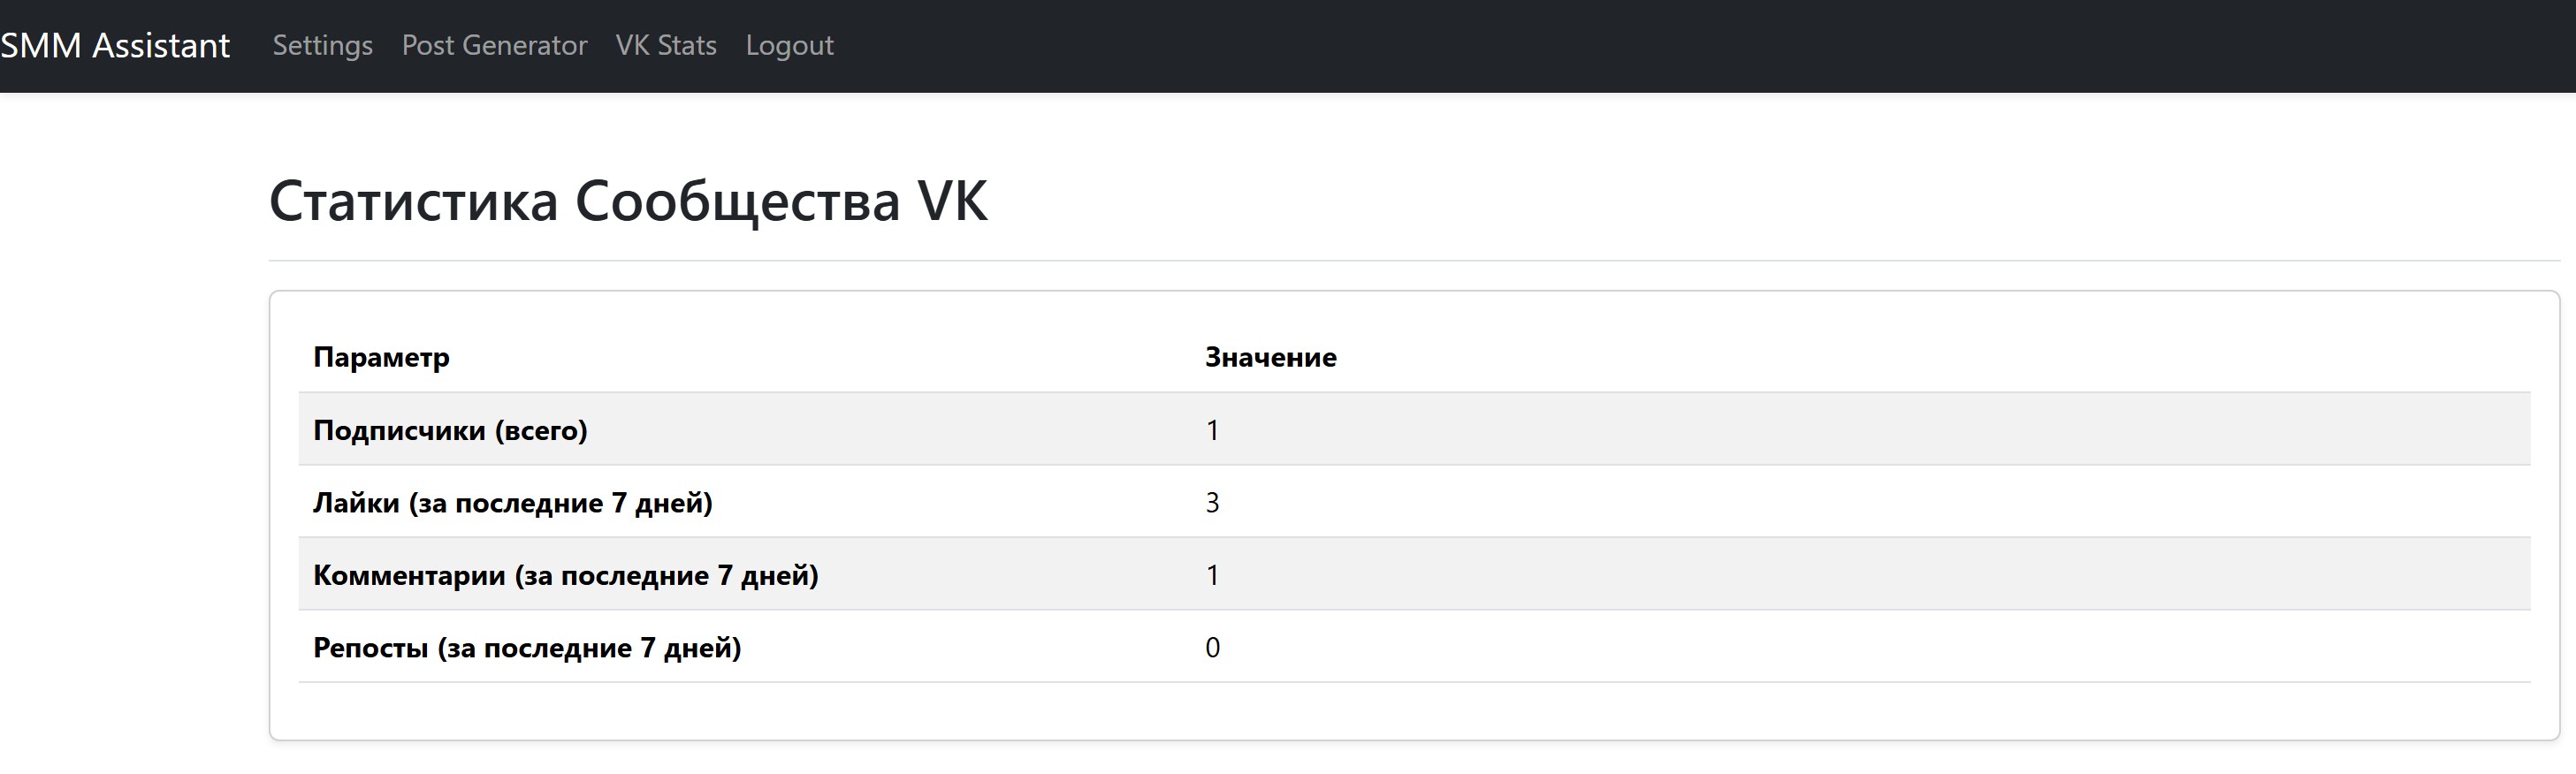 SMM Assistant Settings Post Generator VK Stats Logout
Статистика Сообщества VK
Параметр Значение
Подписчики (всего) 1
Лайки (за последние 7 дней) 3
Комментарии (за последние 7 дней) 1
Репосты (за последние 7 дней) 0